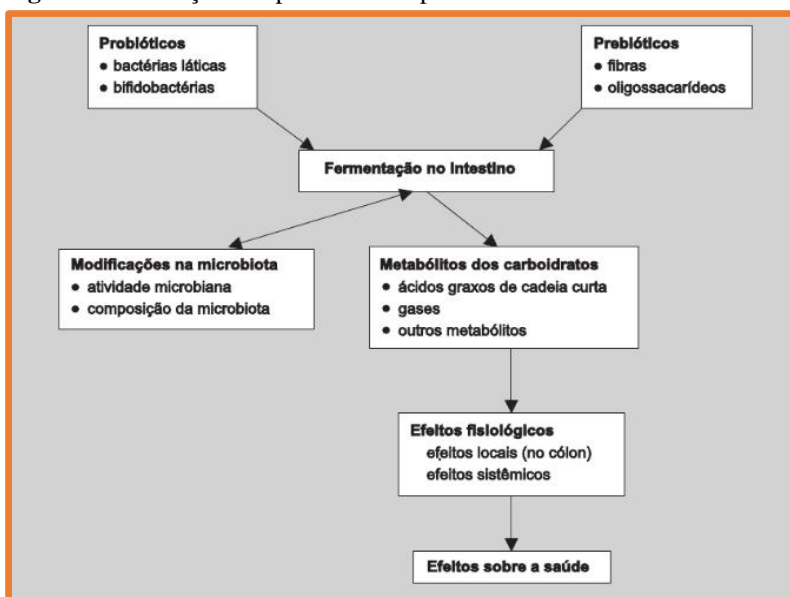 Probióticos
• bactérias láticas
• bifidobactérias
Prebióticos
• fibras
• oligossacarídeos
Fermentação no intestino
Modificações na microbiota
• atividade microbiana
• composição da microbiota
Metabólitos dos carboidratos
• ácidos graxos de cadeia curta
• gases
• outros metabólitos
Efeitos fisiológicos
efeitos locais (no cólon)
efeitos sistêmicos
Efeitos sobre a saúde